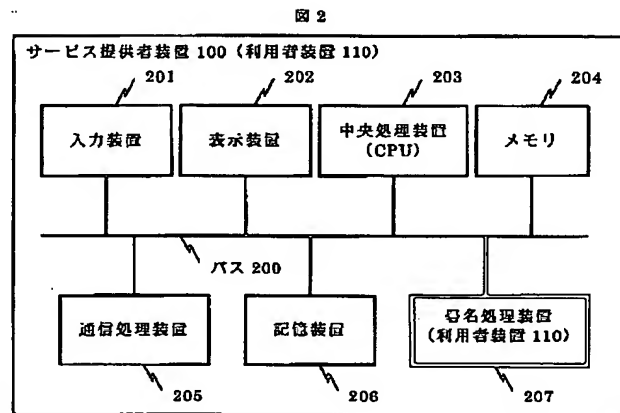 図 2
サービス提供者装置 100 (利用者装置 110)
201
202
203
204
入力装置
表示装置
中央処理装置
(CPU)
メモリ
バス 200
通信処理装置
記憶装置
署名処理装置
(利用者装置 110)
205
206
207